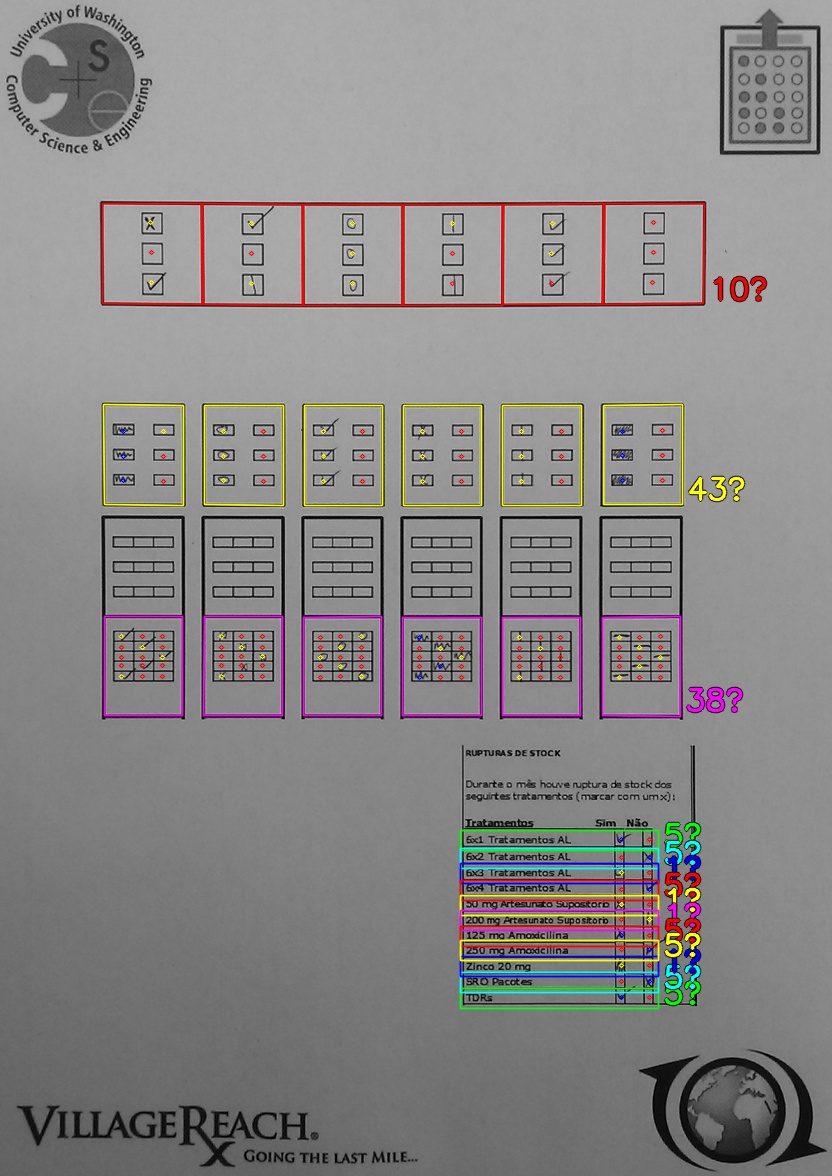 University of Washington
Computer Science & Engineering
CS
e
10?
43?
38?
RUPTURAS DE STOCK
Durante o mês houve ruptura de stock dos
seguintes tratamentos (marcar com um x):
Tratamentos Sim Não
6x1 Tratamentos AL 5?
6x2 Tratamentos AL 5?
6x3 Tratamentos AL 1?
6x4 Tratamentos AL 5?
50 mg Artesunato Supositorio 1?
200 mg Artesunato Supositorio 1?
125 mg Amoxicilina 5?
250 mg Amoxicilina 5?
Zinco 20 mg 1?
SRO Pacotes 5?
TDRs
VILLAGEREACH®
GOING THE LAST MILE...